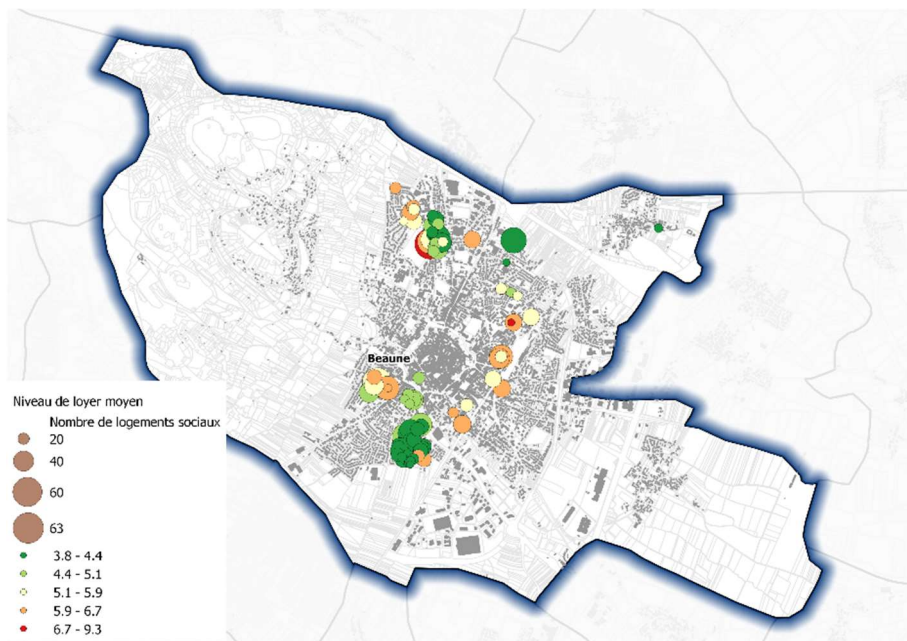 Beaune
Niveau de loyer moyen
Nombre de logements sociaux
20
40
60
63
3.8 - 4.4
4.4 - 5.1
5.1 - 5.9
5.9 - 6.7
6.7 - 9.3